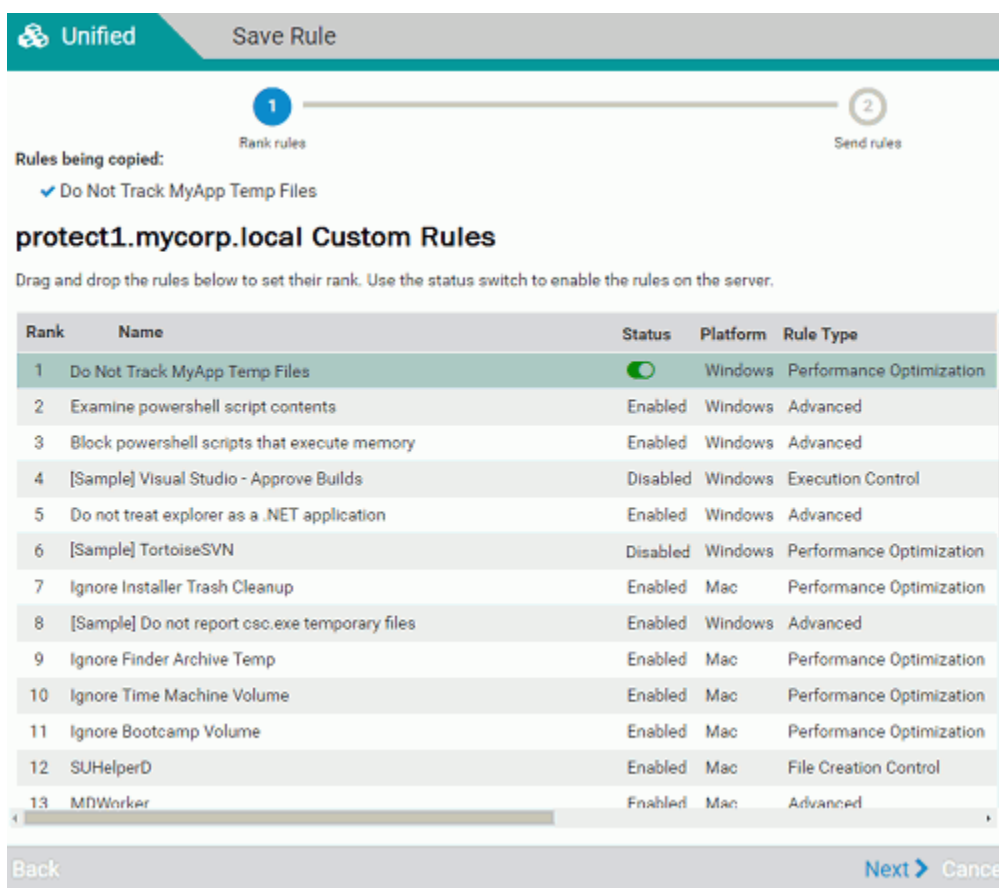 Unified Save Rule
1 2
Rank rules Send rules
Rules being copied:
Do Not Track MyApp Temp Files
protect1.mycorp.local Custom Rules
Drag and drop the rules below to set their rank. Use the status switch to enable the rules on the server.
Rank Name Status Platform Rule Type
1 Do Not Track MyApp Temp Files Windows Performance Optimization
2 Examine powershell script contents Enabled Windows Advanced
3 Block powershell scripts that execute memory Enabled Windows Advanced
4 [Sample] Visual Studio - Approve Builds Disabled Windows Execution Control
5 Do not treat explorer as a .NET application Enabled Windows Advanced
6 [Sample] TortoiseSVN Disabled Windows Performance Optimization
7 Ignore Installer Trash Cleanup Enabled Mac Performance Optimization
8 [Sample] Do not report csc.exe temporary files Enabled Windows Advanced
9 Ignore Finder Archive Temp Enabled Mac Performance Optimization
10 Ignore Time Machine Volume Enabled Mac Performance Optimization
11 Ignore Bootcamp Volume Enabled Mac Performance Optimization
12 SUHelperD Enabled Mac File Creation Control
13 MDWorker Enabled Mac Advanced
Back Next Cance